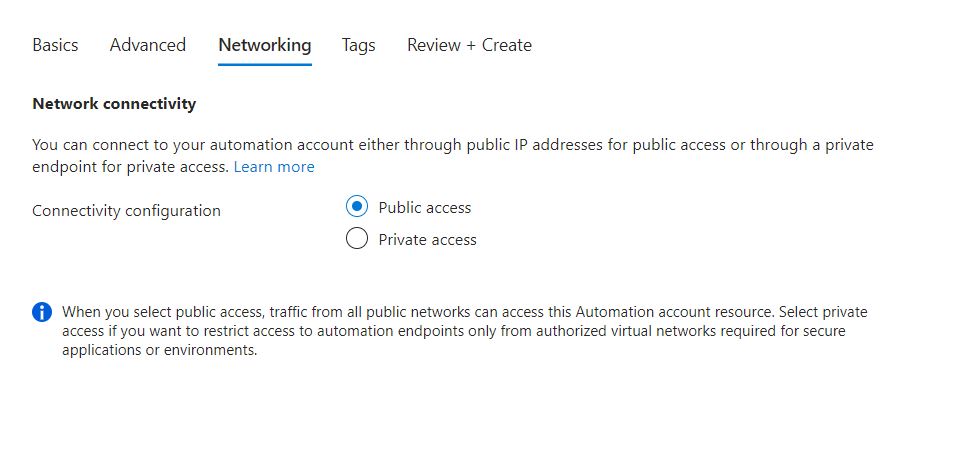 Basics Advanced Networking Tags Review + Create
Network connectivity
You can connect to your automation account either through public IP addresses for public access or through a private
endpoint for private access. Learn more
Connectivity configuration
Public access
Private access
When you select public access, traffic from all public networks can access this Automation account resource. Select private
access if you want to restrict access to automation endpoints only from authorized virtual networks required for secure
applications or environments.